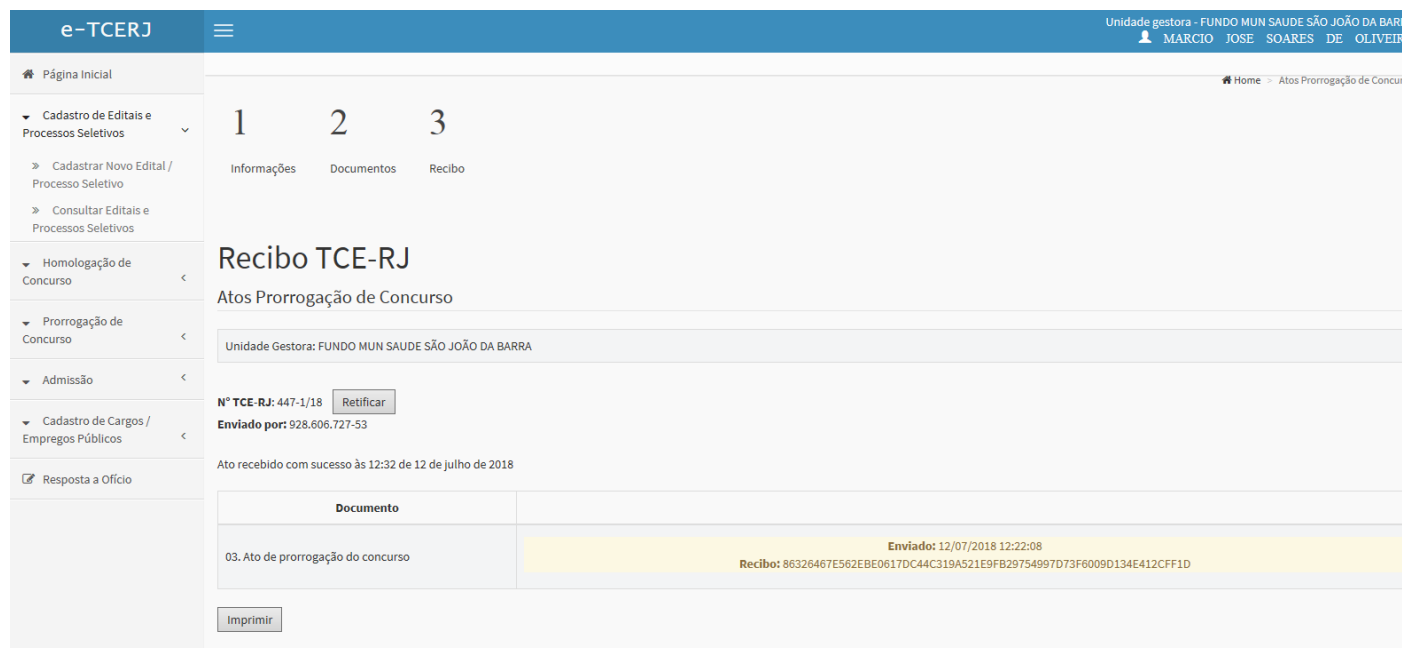 e-TCERJ
Unidade gestora - FUNDO MUN SAUDE SÃO JOÃO DA
MARCIO JOSE SOARES DE
Página Inicial
Home > Atos Prorrogação de
Cadastro de Editais e
Processos Seletivos
Cadastrar Novo Edital /
Processo Seletivo
Consultar Editais e
Processos Seletivos
Homologação de
Concurso
Prorrogação de
Concurso
Admissão
Cadastro de Cargos /
Empregos Públicos
Resposta a Ofício
1 2 3
Informações Documentos Recibo
Recibo TCE-RJ
Atos Prorrogação de Concurso
Unidade Gestora: FUNDO MUN SAUDE SÃO JOÃO DA BARRA
N° TCE-RJ: 447-1/18 Retificar
Enviado por: 928.606.727-53
Ato recebido com sucesso às 12:32 de 12 de julho de 2018
Documento
03. Ato de prorrogação do concurso
Enviado: 12/07/2018 12:22:08
Recibo: 86326467E562EBE0617DC44C319A521E9FB29754997D73F6009D134E412CFF1D
Imprimir